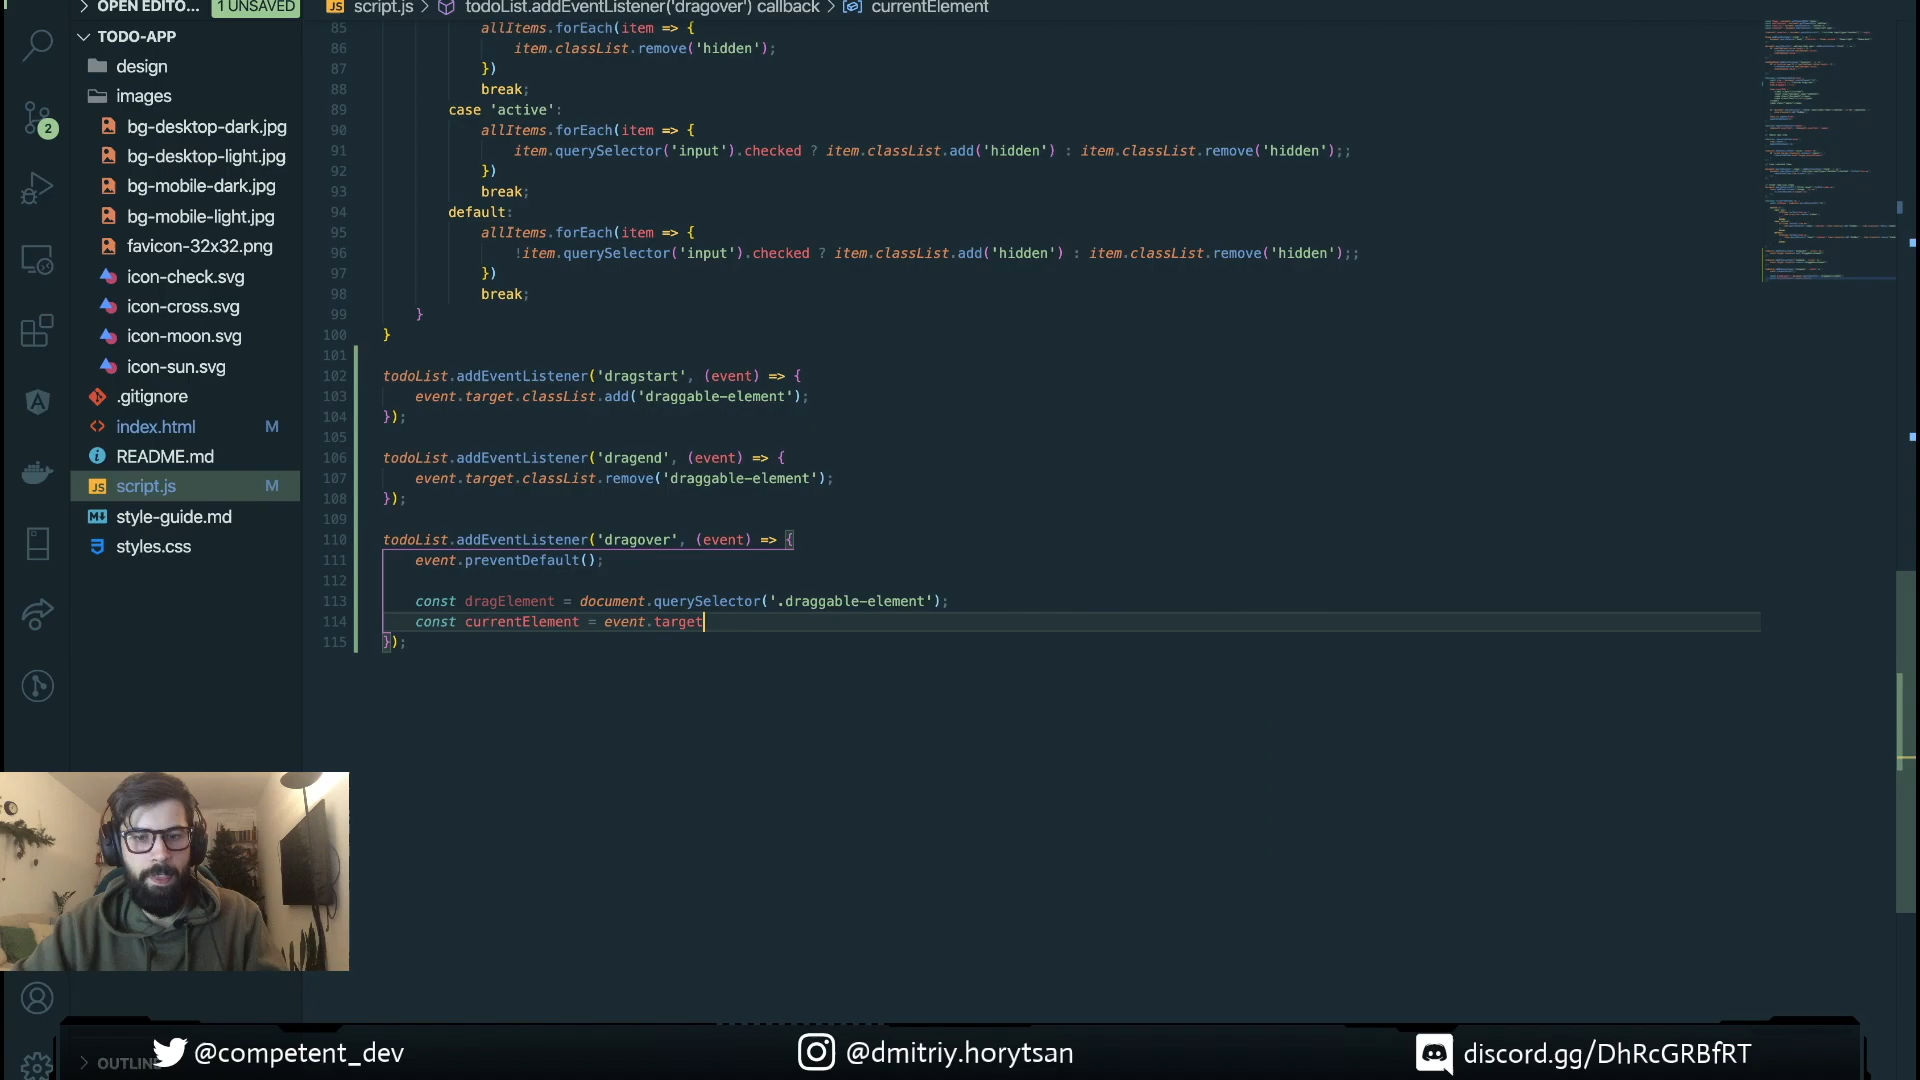 OPEN EDITO... 1 UNSAVED
JS script.js > todoList.addEventListener('dragover') callback > currentElement
TODO-APP
design
images
bg-desktop-dark.jpg
bg-desktop-light.jpg
bg-mobile-dark.jpg
bg-mobile-light.jpg
favicon-32x32.png
icon-check.svg
icon-cross.svg
icon-moon.svg
icon-sun.svg
.gitignore
index.html M
README.md
JS script.js M
style-guide.md
styles.css
2
85 allItems.forEach(item => {
86 item.classList.remove('hidden');
87 })
88 break;
89 case 'active':
90 allItems.forEach(item => {
91 item.querySelector('input').checked ? item.classList.add('hidden') : item.classList.remove('hidden');;
92 })
93 break;
94 default:
95 allItems.forEach(item => {
96 !item.querySelector('input').checked ? item.classList.add('hidden') : item.classList.remove('hidden');;
97 })
98 break;
99 }
100 }
101
102 todoList.addEventListener('dragstart', (event) => {
103 event.target.classList.add('draggable-element');
104 });
105
106 todoList.addEventListener('dragend', (event) => {
107 event.target.classList.remove('draggable-element');
108 });
109
110 todoList.addEventListener('dragover', (event) => {
111 event.preventDefault();
112
113 const dragElement = document.querySelector('.draggable-element');
114 const currentElement = event.target
115 });
OUTLINE
@competent_dev
@dmitriy.horytsan
discord.gg/DhRcGRBfRT